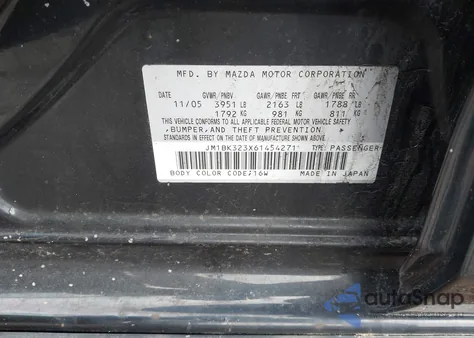 MFD. BY MAZDA MOTOR CORPORATION
DATE GVWR/PNBV GAWR/PNBE FRT GAWR/PNBE RR
11/05 3951 LB 2163 LB 1788 LB
1792 KG 981 KG 811 KG
THIS VEHICLE CONFORMS TO ALL APPLICABLE FEDERAL MOTOR VEHICLE SAFETY
,BUMPER,AND THEFT PREVENTION
STANDARDS IN EFFECT ON THE DATE OF MANUFACTURE SHOWN ABOVE.
JM1BK323X61454271 TYPE: PASSENGER
BODY COLOR CODE:16W MADE IN JAPAN
autoSnap